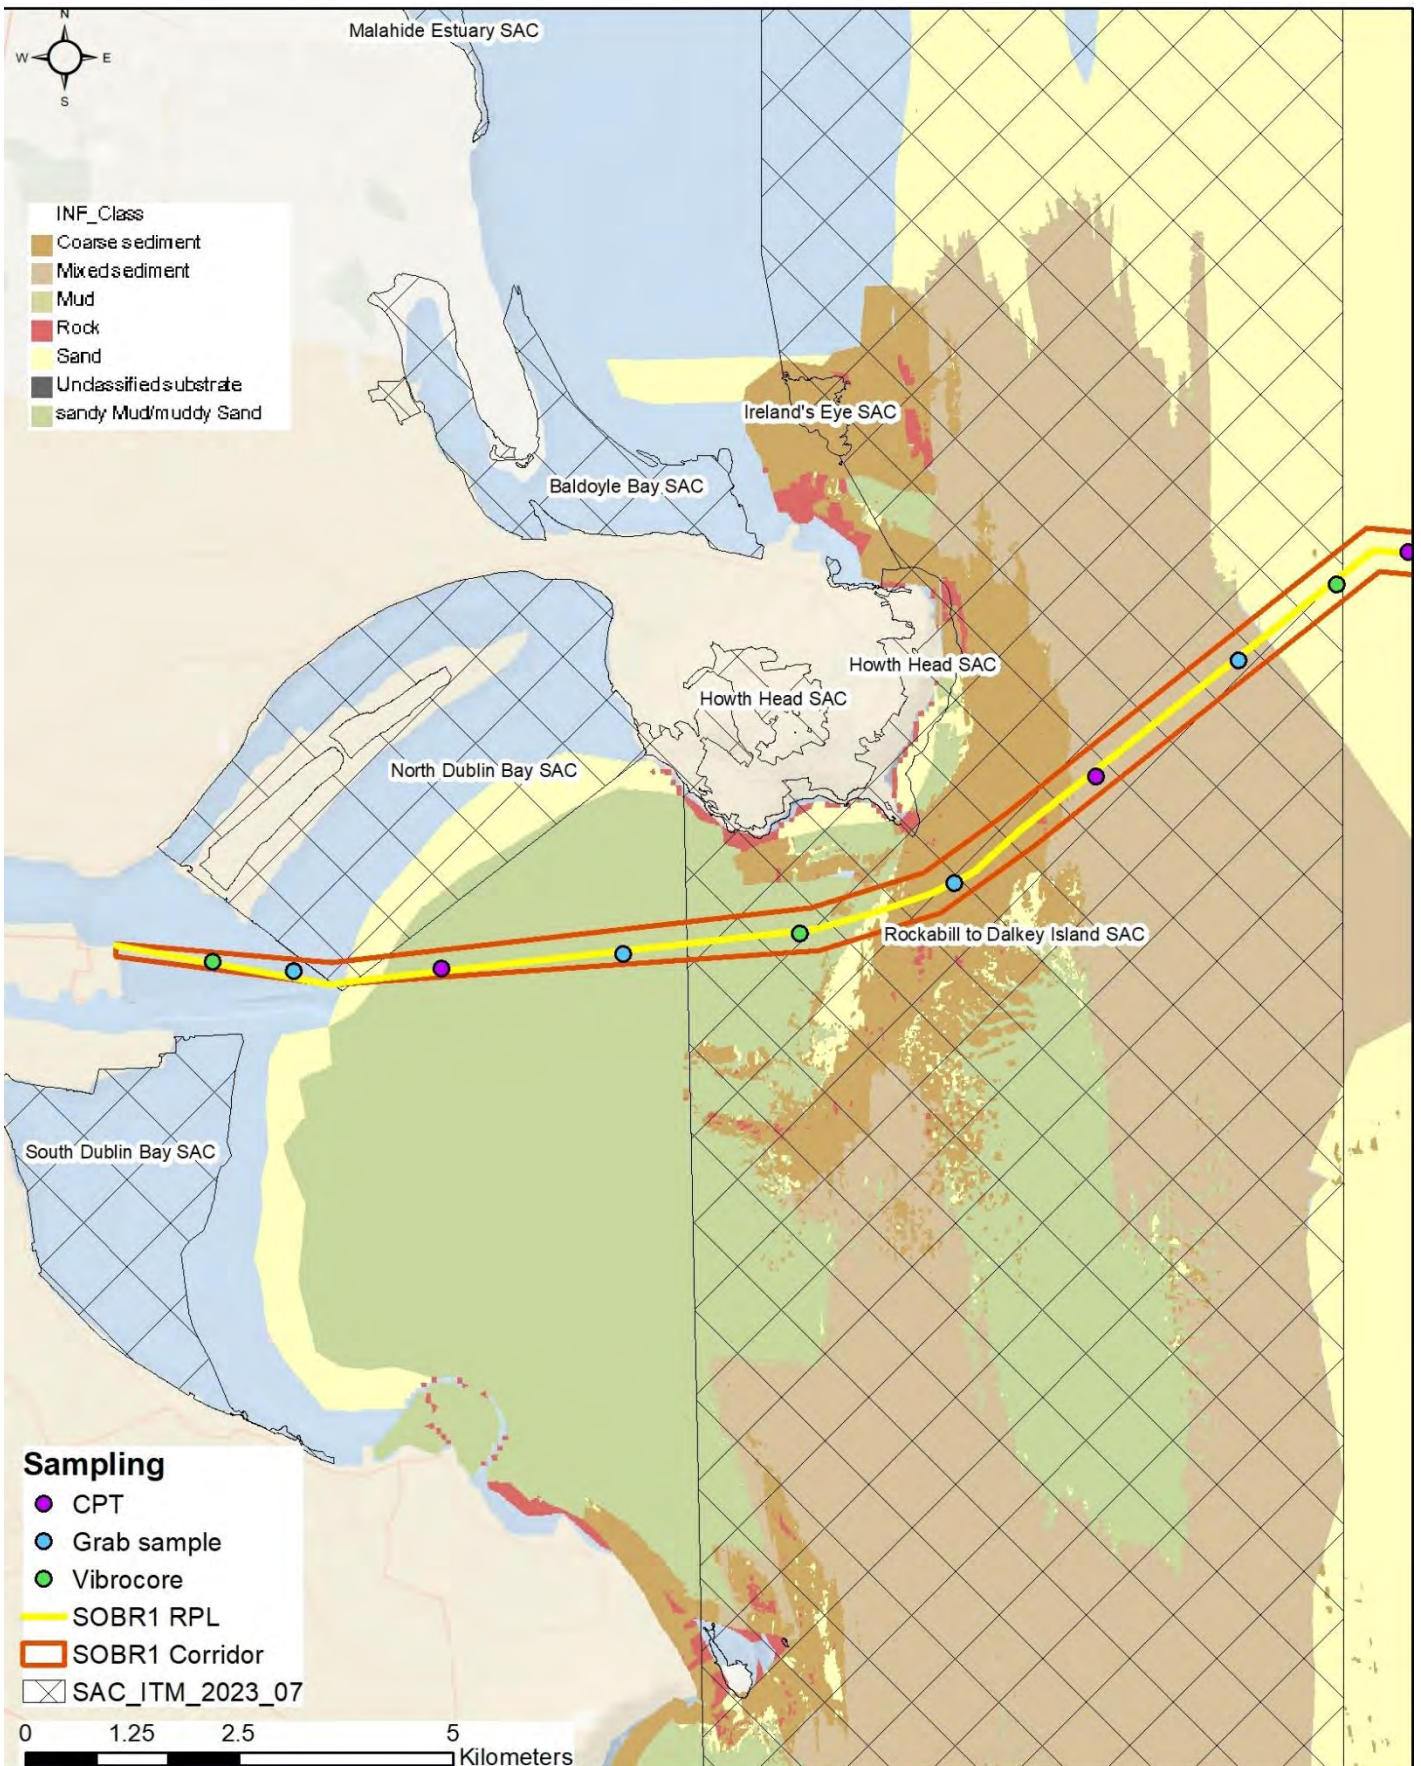 Malahide Estuary SAC
N
W
E
S
INF_Class
Coarse sediment
Mixed sediment
Mud
Rock
Sand
Unclassified substrate
sandy Mud/muddy Sand
Ireland's Eye SAC
Baldoyle Bay SAC
Howth Head SAC
Howth Head SAC
North Dublin Bay SAC
Rockabill to Dalkey Island SAC
South Dublin Bay SAC
Sampling
CPT
Grab sample
Vibrocore
SOBR1 RPL
SOBR1 Corridor
SAC_ITM_2023_07
0 1.25 2.5 5
Kilometers